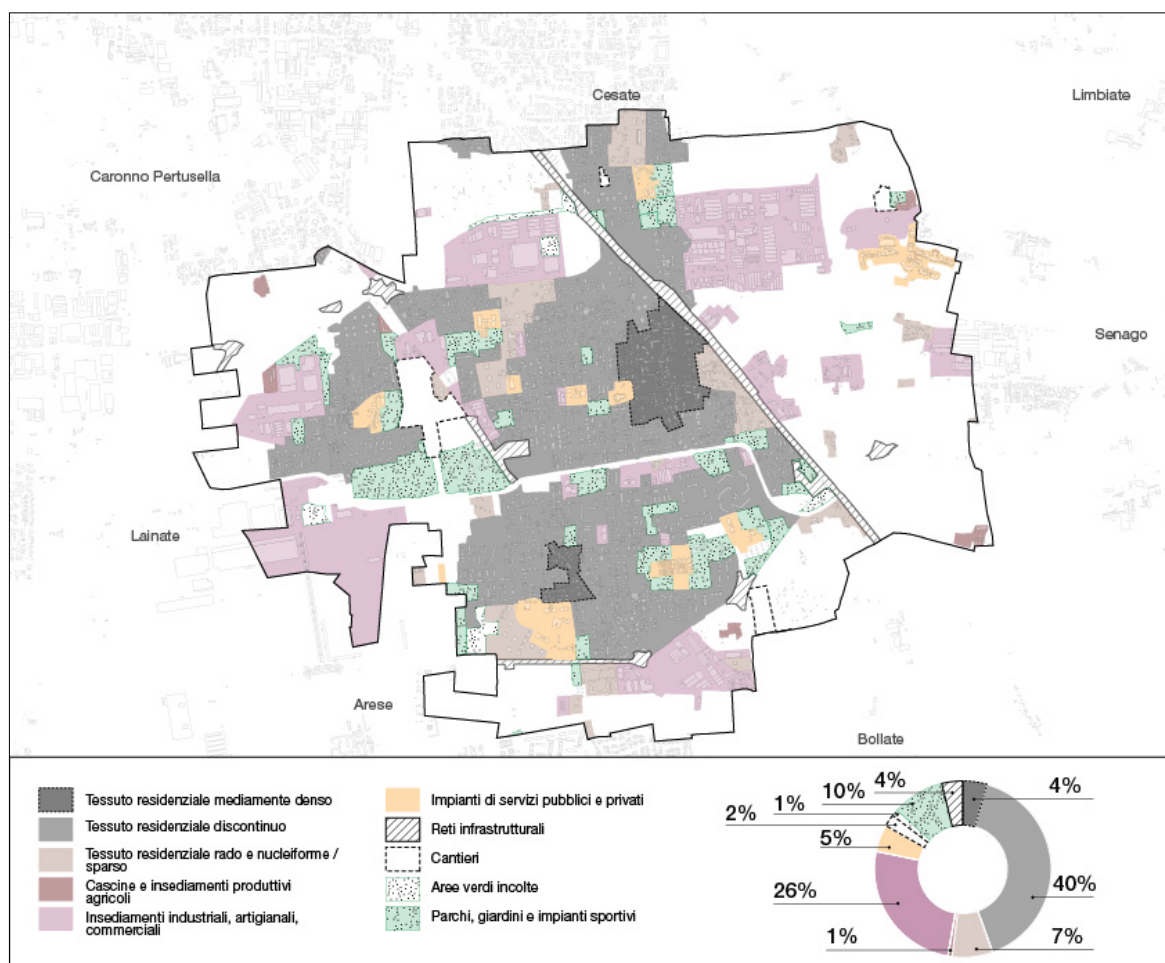 Cesate
Limbiate
Caronno Pertusella
Senago
Lainate
Arese
Bollate
Tessuto residenziale mediamente denso
Tessuto residenziale discontinuo
Tessuto residenziale rado e nucleiforme /
sparso
Cascine e insediamenti produttivi
agricoli
Insediamenti industriali, artigianali,
commerciali
Impianti di servizi pubblici e privati
Reti infrastrutturali
Cantieri
Aree verdi incolte
Parchi, giardini e impianti sportivi
4%
4%
10%
1%
2%
5%
26%
40%
1%
7%